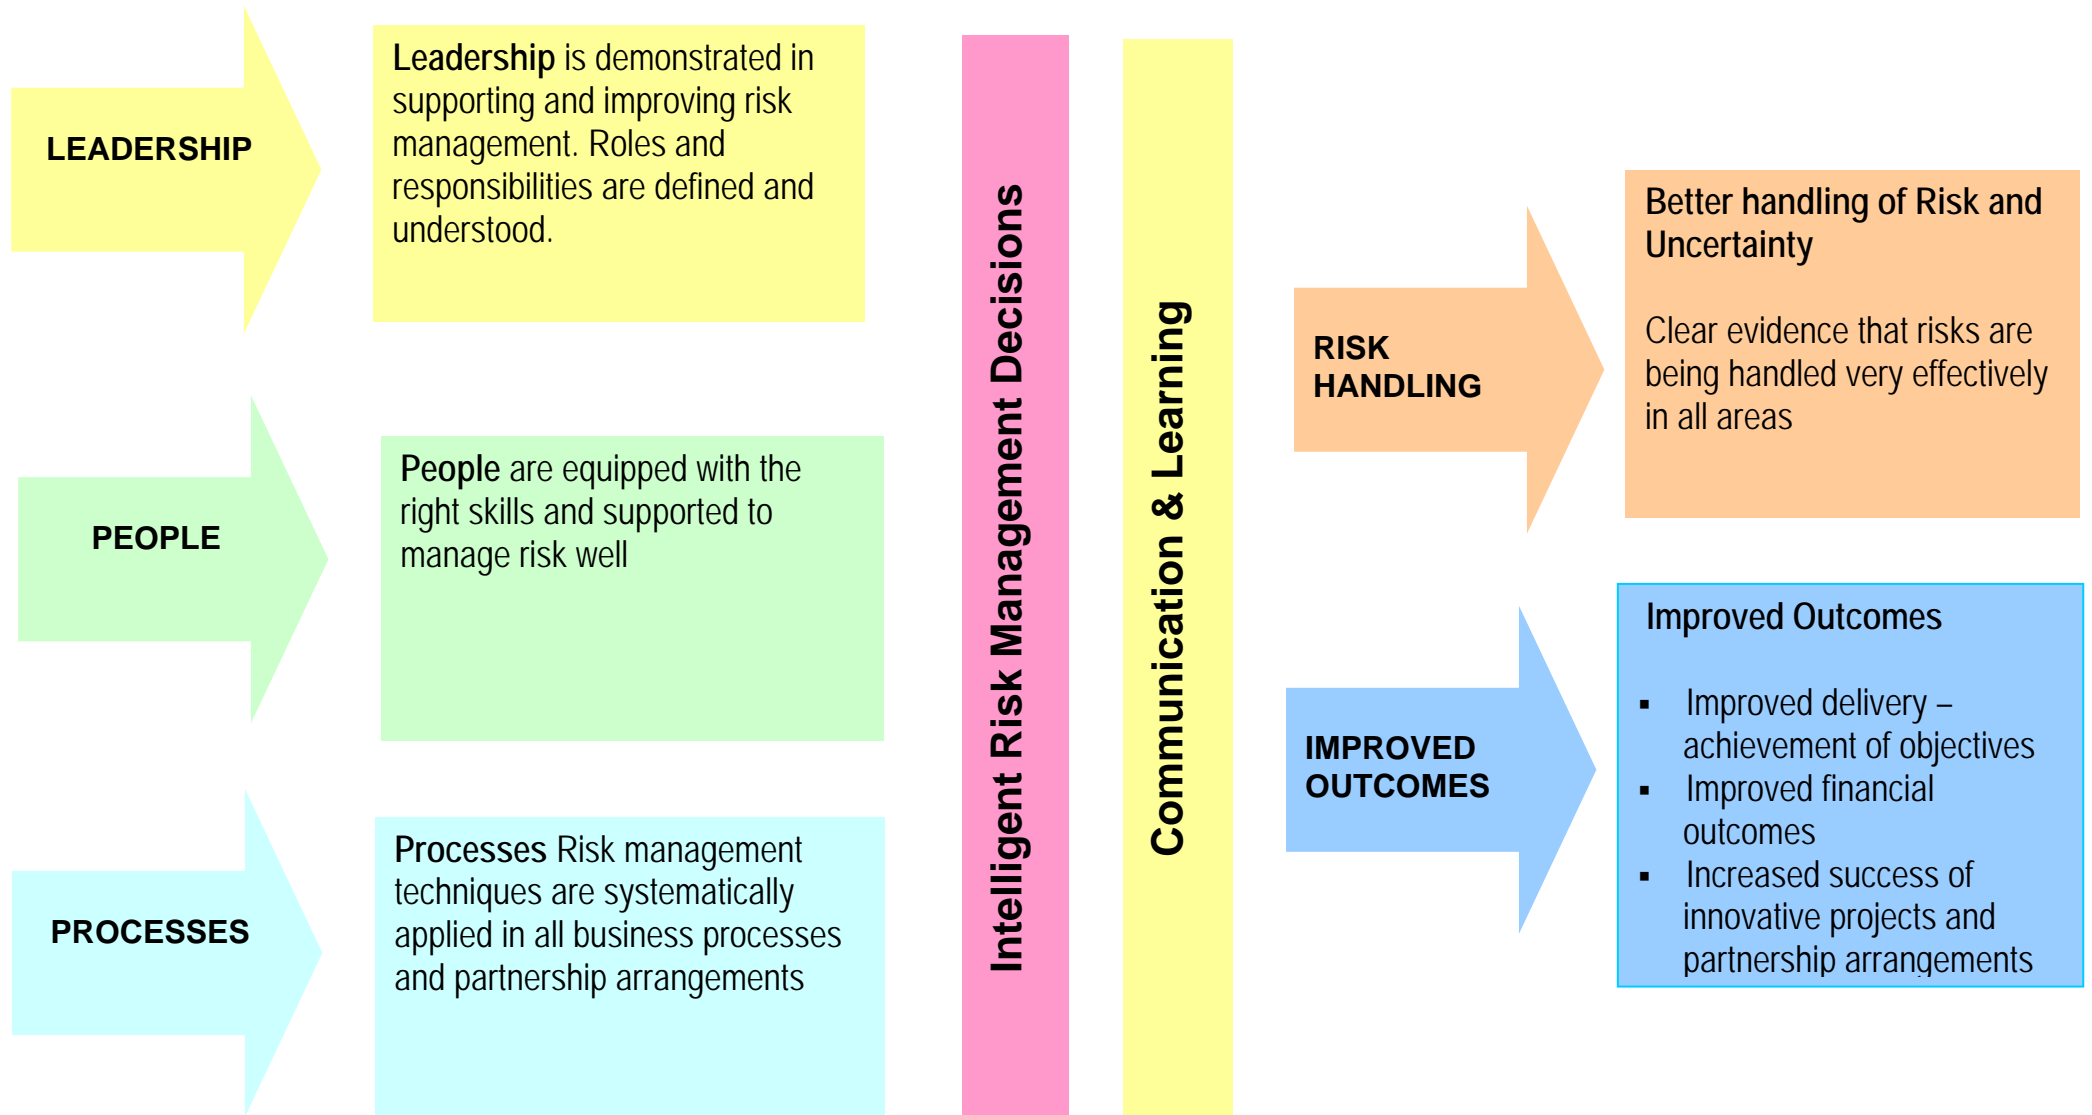 LEADERSHIP
Leadership is demonstrated in
supporting and improving risk
management. Roles and
responsibilities are defined and
understood.
PEOPLE
People are equipped with the
right skills and supported to
manage risk well
PROCESSES
Processes Risk management
techniques are systematically
applied in all business processes
and partnership arrangements
Intelligent Risk Management Decisions
Communication & Learning
RISK
HANDLING
Better handling of Risk and
Uncertainty
Clear evidence that risks are
being handled very effectively
in all areas
IMPROVED
OUTCOMES
Improved Outcomes
▪ Improved delivery –
achievement of objectives
▪ Improved financial
outcomes
▪ Increased success of
innovative projects and
partnership arrangements